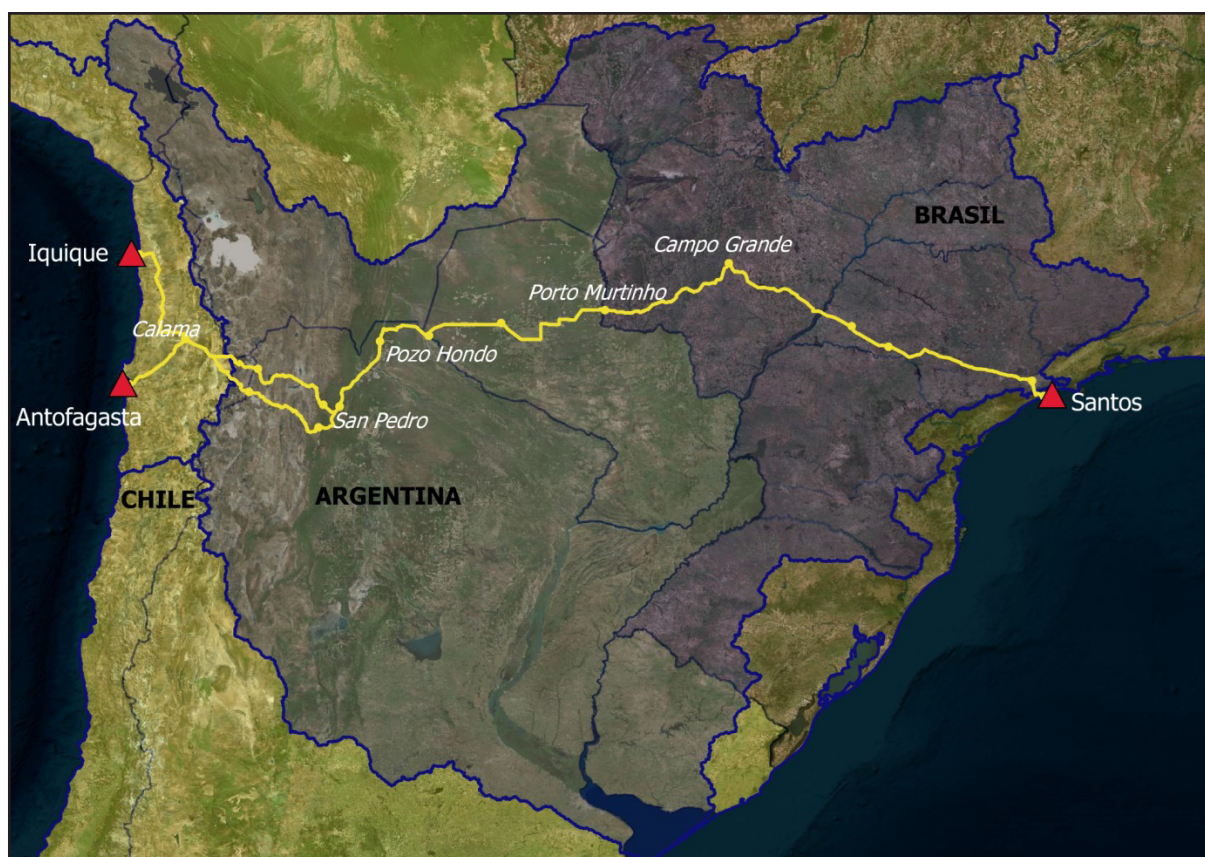 BRASIL
Campo Grande
Iquique
Porto Murtinho
Calama
Pozo Hondo
Antofagasta
San Pedro
Santos
CHILE
ARGENTINA